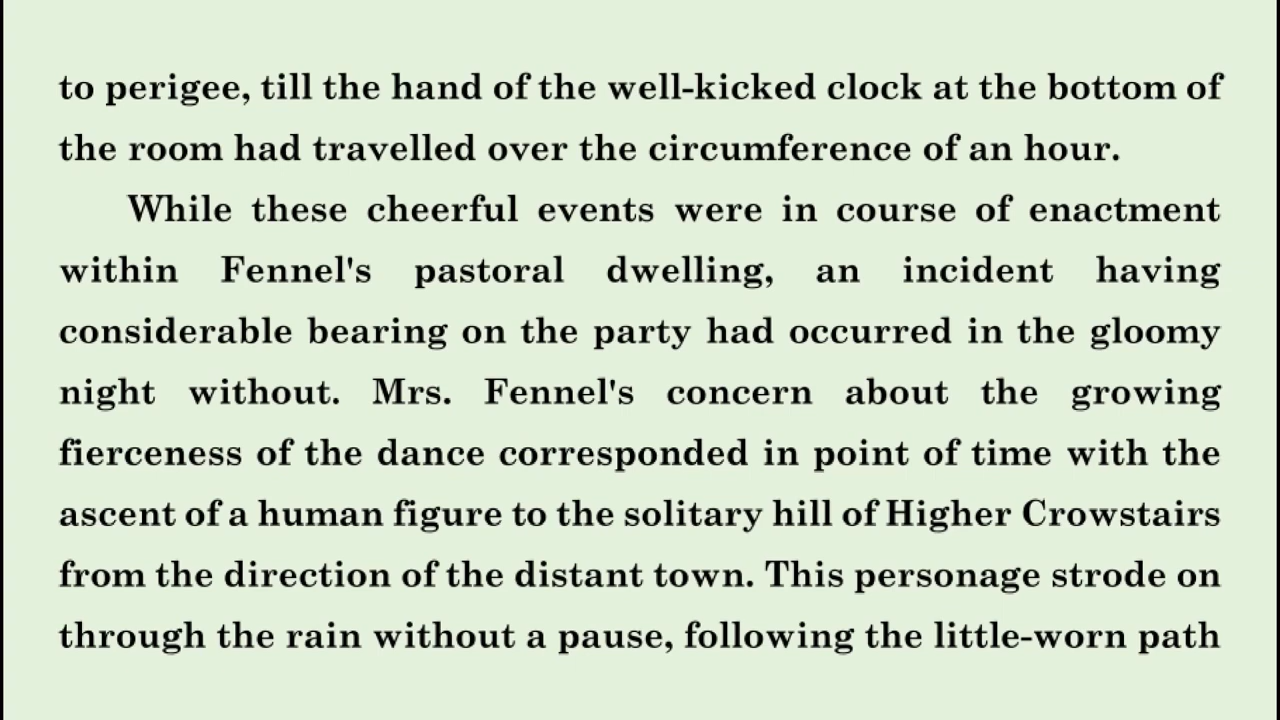 to perigee, till the hand of the well-kicked clock at the bottom of
the room had travelled over the circumference of an hour.
While these cheerful events were in course of enactment
within Fennel's pastoral dwelling, an incident having
considerable bearing on the party had occurred in the gloomy
night without. Mrs. Fennel's concern about the growing
fierceness of the dance corresponded in point of time with the
ascent of a human figure to the solitary hill of Higher Crowstairs
from the direction of the distant town. This personage strode on
through the rain without a pause, following the little-worn path